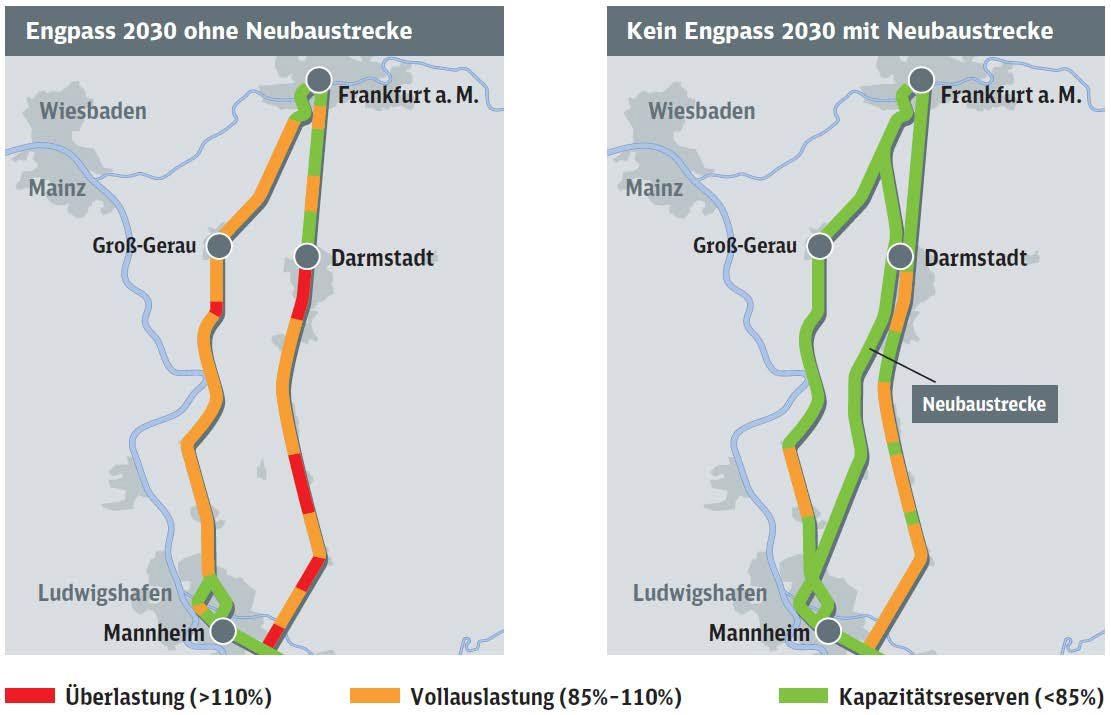 Engpass 2030 ohne Neubaustrecke
Frankfurt a. M.
Wiesbaden
Mainz
Groß-Gerau
Darmstadt
Ludwigshafen
Mannheim
Kein Engpass 2030 mit Neubaustrecke
Frankfurt a. M.
Wiesbaden
Mainz
Groß-Gerau
Darmstadt
Neubaustrecke
Ludwigshafen
Mannheim
Überlastung (>110%)
Vollauslastung (85%-110%)
Kapazitätsreserven (<85%)